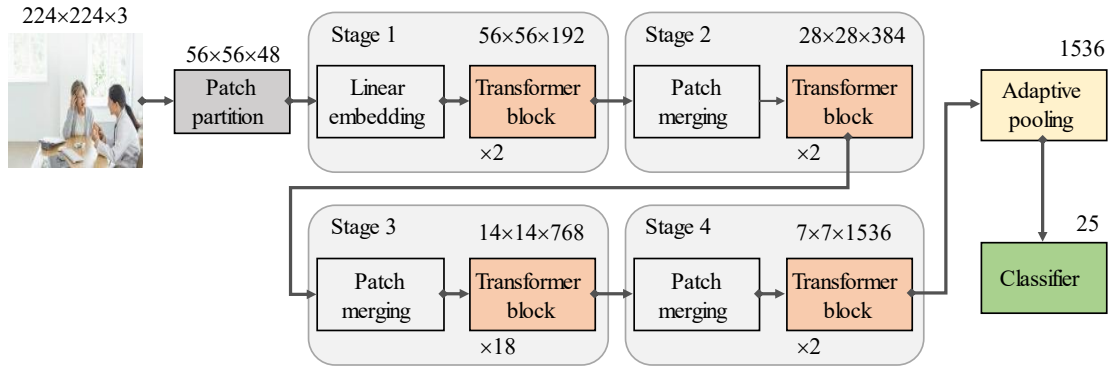 224×224×3
56×56×48
Patch
partition
Stage 1
56×56×192
Linear
embedding
Transformer
block
×2
Stage 2
28×28×384
Patch
merging
Transformer
block
×2
Stage 3
14×14×768
Patch
merging
Transformer
block
×18
Stage 4
7×7×1536
Patch
merging
Transformer
block
×2
1536
Adaptive
pooling
25
Classifier